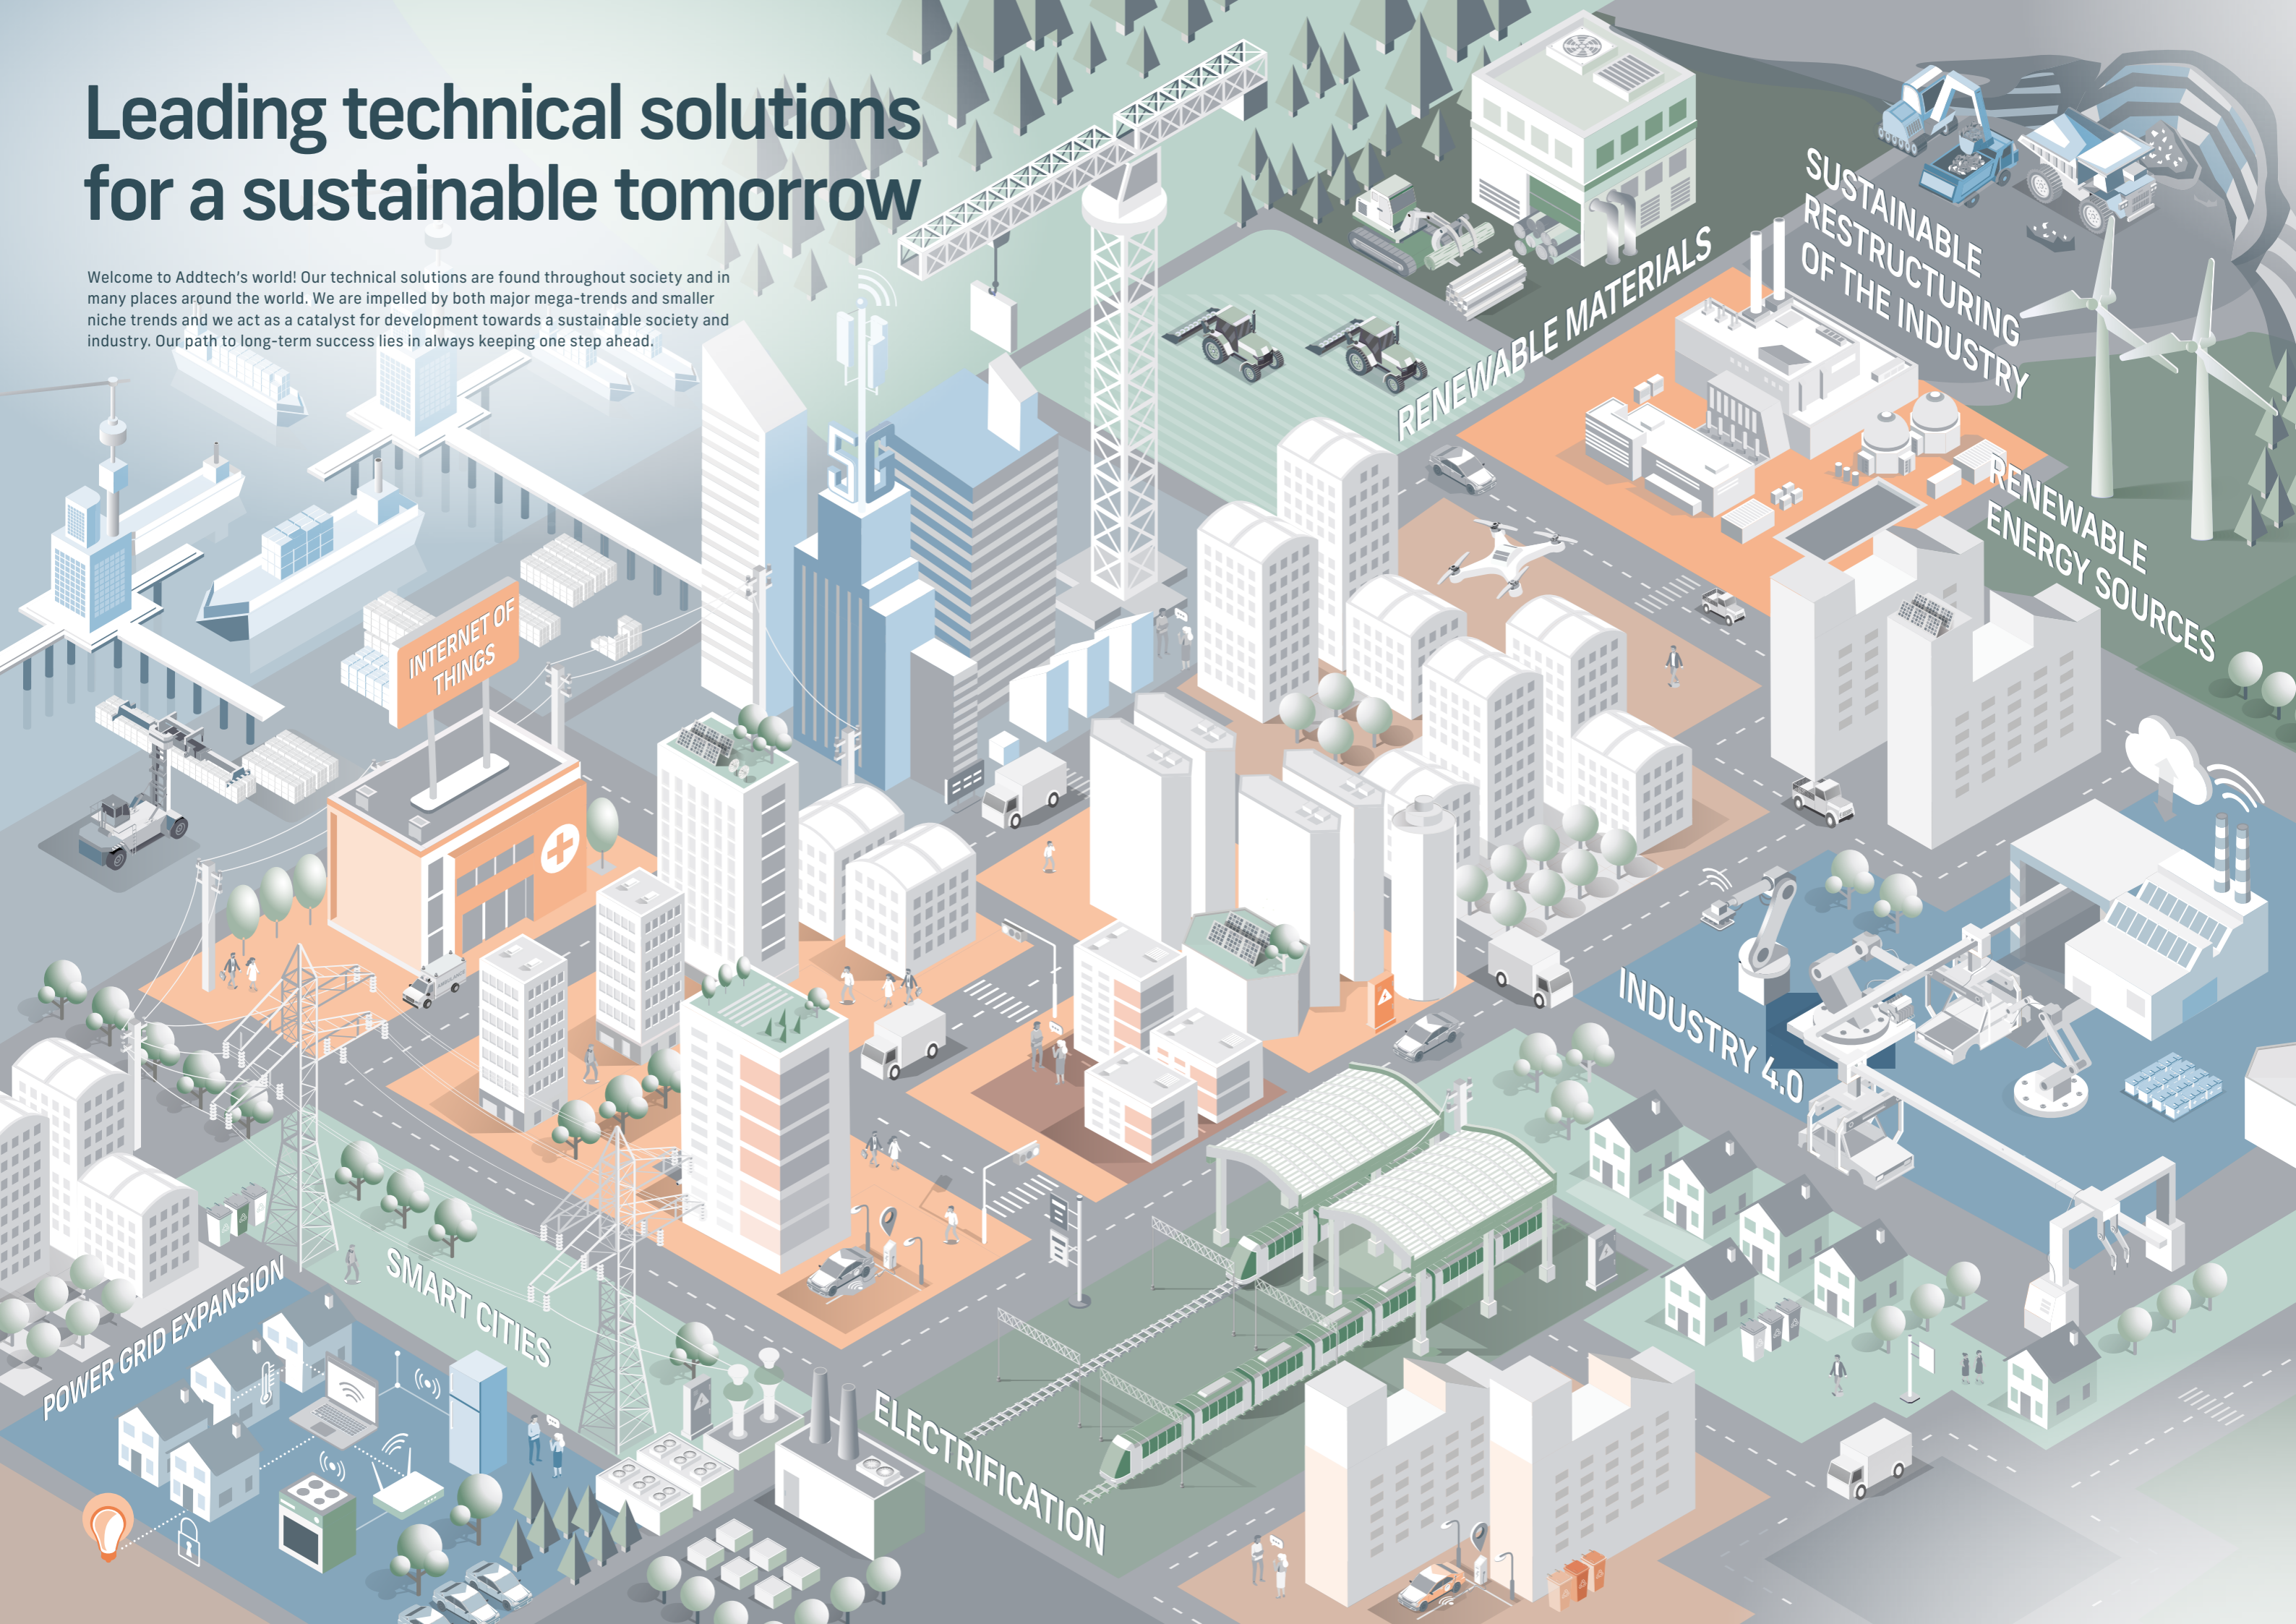 Leading technical solutions
for a sustainable tomorrow
Welcome to Addtech's world! Our technical solutions are found throughout society and in
many places around the world. We are impelled by both major mega-trends and smaller
niche trends and we act as a catalyst for development towards a sustainable society and
industry. Our path to long-term success lies in always keeping one step ahead.
SUSTAINABLE
RESTRUCTURING
OF THE INDUSTRY
RENEWABLE MATERIALS
5G
RENEWABLE
ENERGY SOURCES
INTERNET OF
THINGS
INDUSTRY 4.0
SMART CITIES
POWER GRID EXPANSION
ELECTRIFICATION